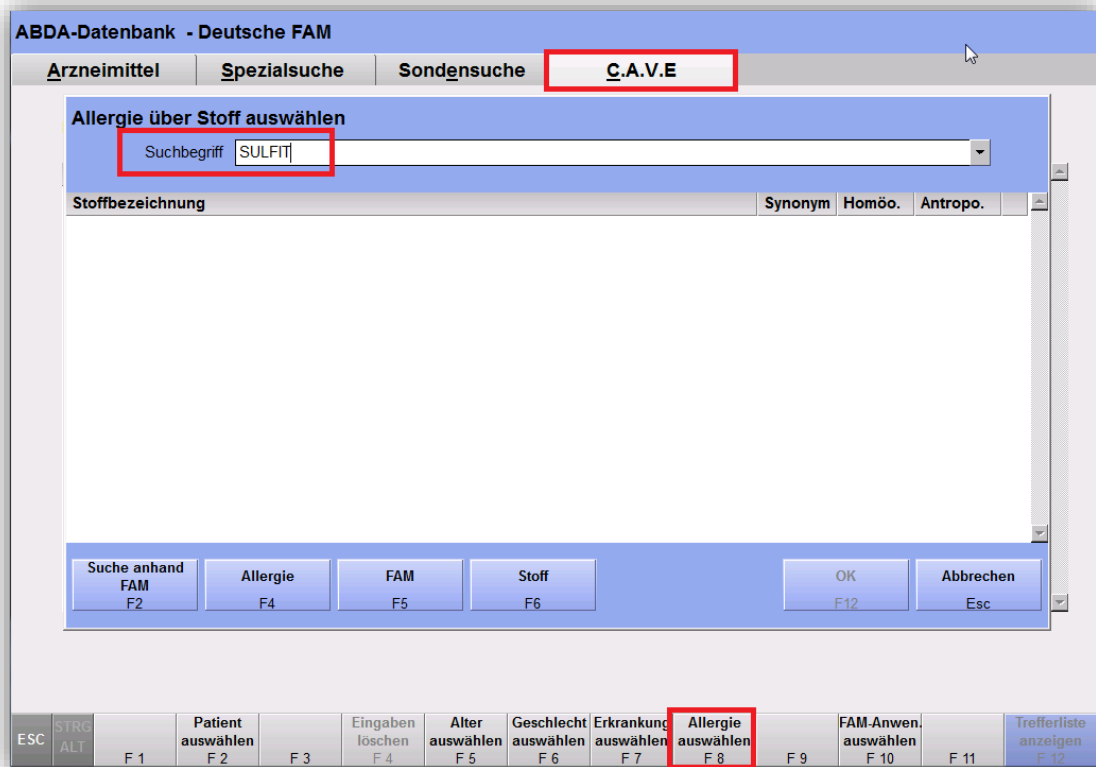 ABDA-Datenbank - Deutsche FAM
Arzneimittel Spezialsuche Sondensuche C.A.V.E
Allergie über Stoff auswählen
Suchbegriff SULFIT
Stoffbezeichnung Synonym Homöo. Antropo.
Suche anhand FAM F2
Allergie F4
FAM F5
Stoff F6
OK F12
Abbrechen Esc
ESC
STRG ALT
F 1
Patient auswählen F 2
F 3
Eingaben löschen F 4
Alter auswählen F 5
Geschlecht auswählen F 6
Erkrankung auswählen F 7
Allergie auswählen F 8
F 9
FAM-Anwen. auswählen F 10
F 11
Trefferliste anzeigen F 12